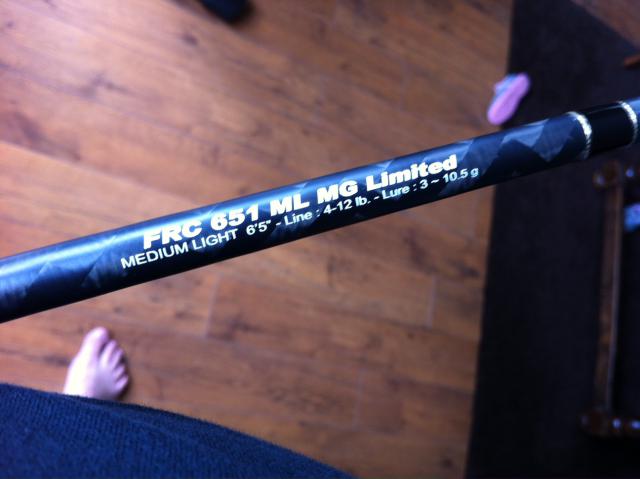 FRC 651 ML MG Limited
MEDIUM LIGHT 6'5" - Line : 4-12 lb. - Lure : 3 ~ 10.5 g